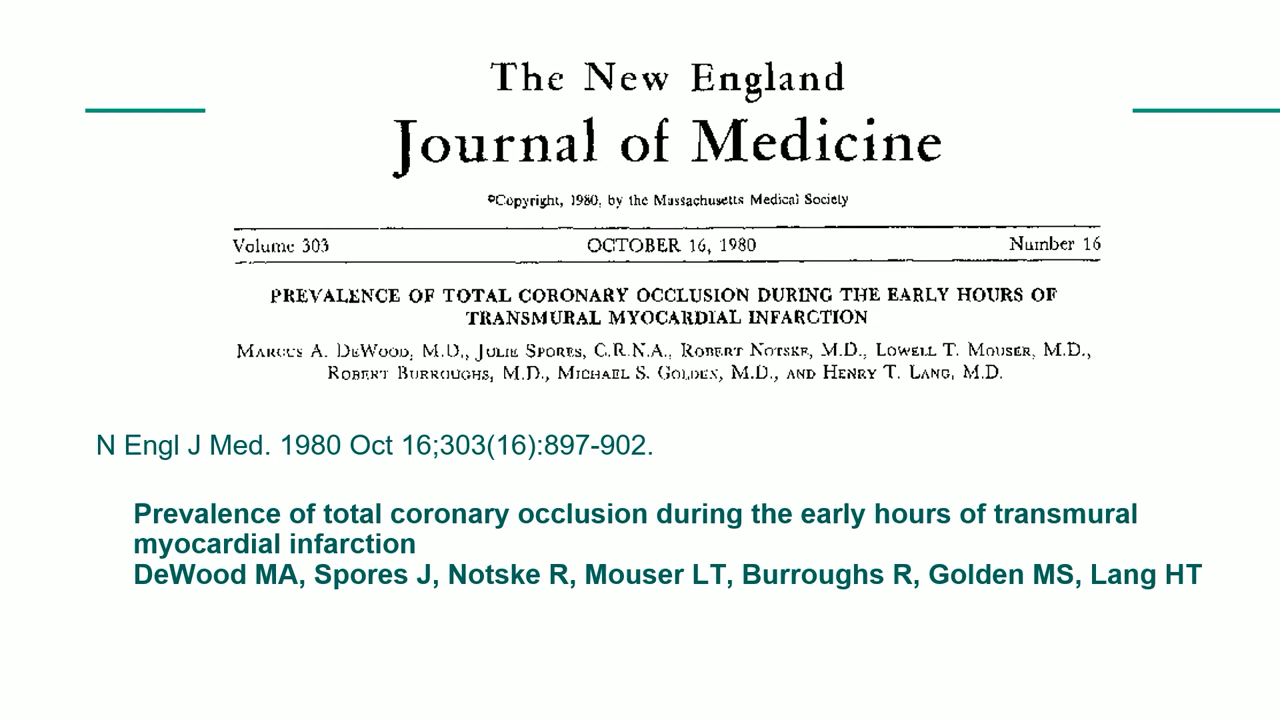 The New England
Journal of Medicine
©Copyright, 1980, by the Massachusetts Medical Society
Volume 303 OCTOBER 16, 1980 Number 16
PREVALENCE OF TOTAL CORONARY OCCLUSION DURING THE EARLY HOURS OF
TRANSMURAL MYOCARDIAL INFARCTION
MARCUS A. DEWOOD, M.D., JULIE SPORES, C.R.N.A., ROBERT NOTSKE, M.D., LOWELL T. MOUSER, M.D.,
ROBERT BURROUGHS, M.D., MICHAEL S. GOLDEN, M.D., AND HENRY T. LANG, M.D.
N Engl J Med. 1980 Oct 16;303(16):897-902.
Prevalence of total coronary occlusion during the early hours of transmural
myocardial infarction
DeWood MA, Spores J, Notske R, Mouser LT, Burroughs R, Golden MS, Lang HT